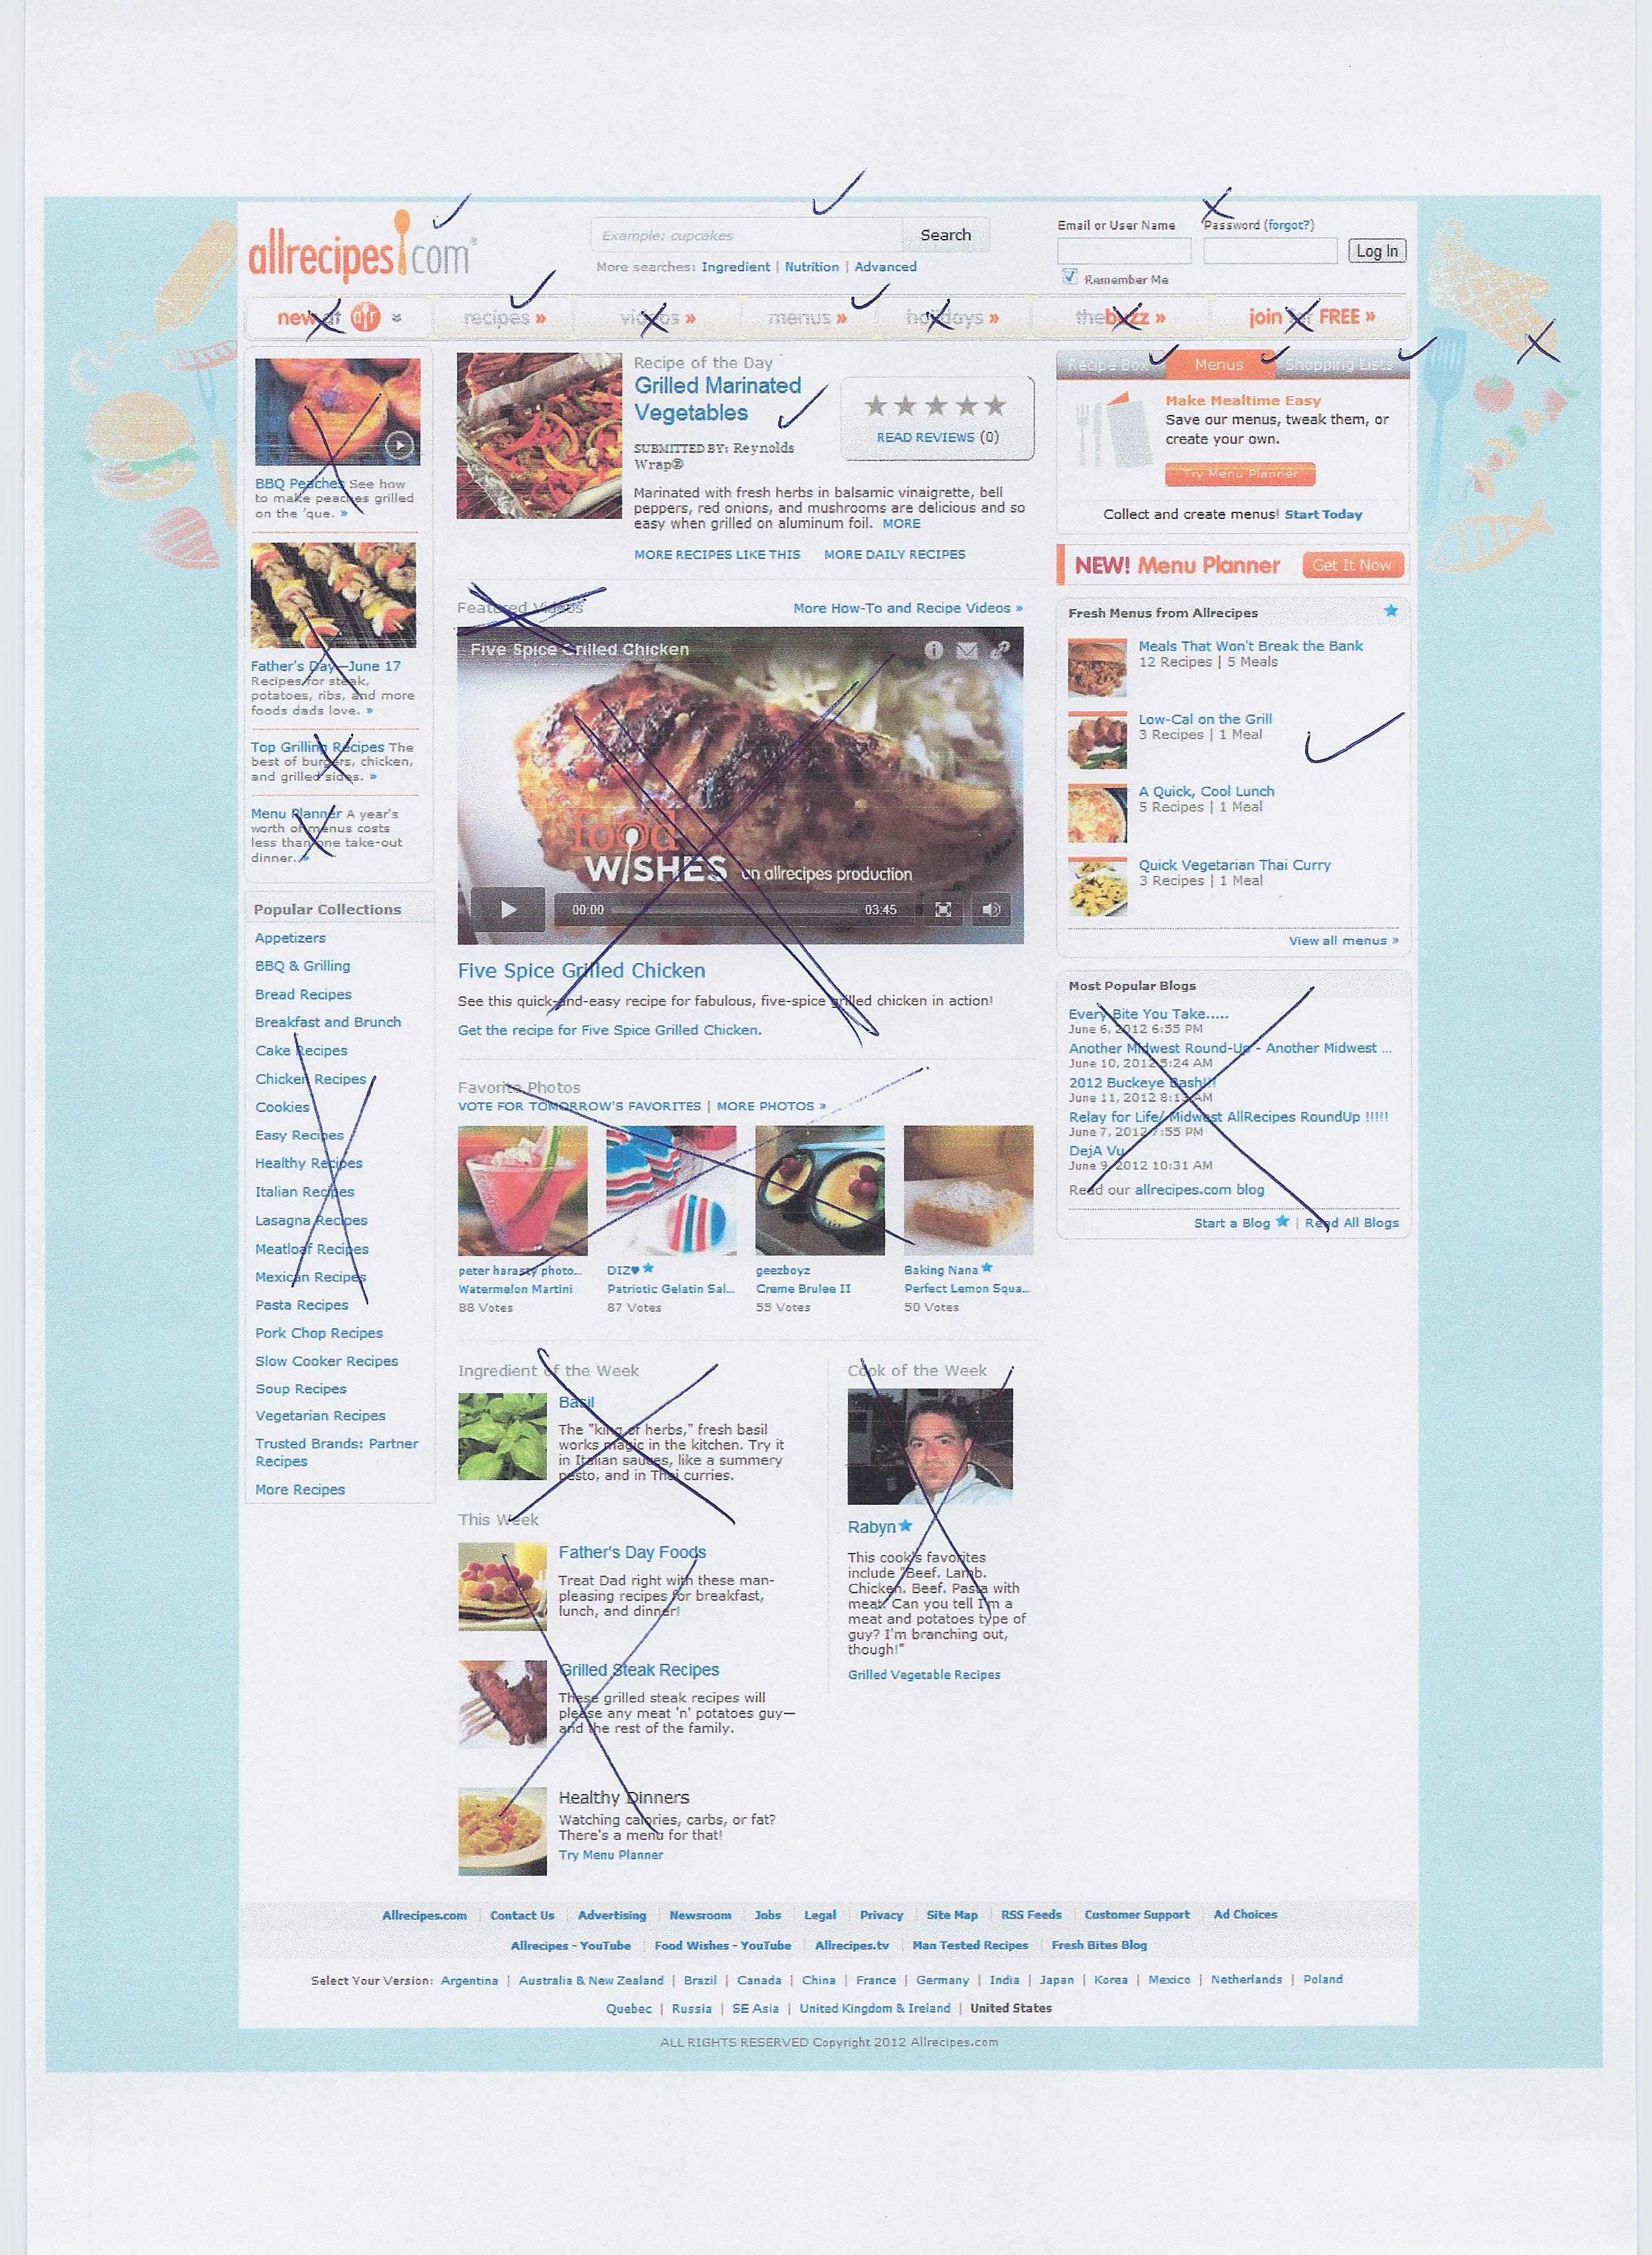 allrecipes.com®
Example: cupcakes
Search
More searches: Ingredient | Nutrition | Advanced
Email or User Name
Password (forgot?)
Log In
Remember Me
new at ar
recipes »
videos »
menus »
holidays »
thebuzz »
join for FREE »
BBQ Peaches See how
to make peaches grilled
on the 'que. »
Father's Day—June 17
Recipes for steak,
potatoes, ribs, and more
foods dads love. »
Top Grilling Recipes The
best of burgers, chicken,
and grilled sides. »
Menu Planner A year's
worth of menus costs
less than one take-out
dinner. »
Popular Collections
Appetizers
BBQ & Grilling
Bread Recipes
Breakfast and Brunch
Cake Recipes
Chicken Recipes
Cookies
Easy Recipes
Healthy Recipes
Italian Recipes
Lasagna Recipes
Meatloaf Recipes
Mexican Recipes
Pasta Recipes
Pork Chop Recipes
Slow Cooker Recipes
Soup Recipes
Vegetarian Recipes
Trusted Brands: Partner
Recipes
More Recipes
Recipe of the Day
Grilled Marinated
Vegetables
SUBMITTED BY: Reynolds
Wrap®
READ REVIEWS (0)
Marinated with fresh herbs in balsamic vinaigrette, bell
peppers, red onions, and mushrooms are delicious and so
easy when grilled on aluminum foil. MORE
MORE RECIPES LIKE THIS MORE DAILY RECIPES
Featured Videos
More How-To and Recipe Videos »
Five Spice Grilled Chicken
food
WISHES an allrecipes production
00:00
03:45
Five Spice Grilled Chicken
See this quick-and-easy recipe for fabulous, five-spice grilled chicken in action!
Get the recipe for Five Spice Grilled Chicken.
Favorite Photos
VOTE FOR TOMORROW'S FAVORITES | MORE PHOTOS »
peter harasty photo...
Watermelon Martini
88 Votes
DIZ♥
Patriotic Gelatin Sal...
87 Votes
geezboyz
Creme Brulee II
55 Votes
Baking Nana
Perfect Lemon Squa...
50 Votes
Ingredient of the Week
Basil
The "king of herbs," fresh basil
works magic in the kitchen. Try it
in Italian sauces, like a summery
pesto, and in Thai curries.
This Week
Father's Day Foods
Treat Dad right with these man-
pleasing recipes for breakfast,
lunch, and dinner!
Grilled Steak Recipes
These grilled steak recipes will
please any meat 'n' potatoes guy—
and the rest of the family.
Healthy Dinners
Watching calories, carbs, or fat?
There's a menu for that!
Try Menu Planner
Cook of the Week
Rabyn
This cook's favorites
include "Beef. Lamb.
Chicken. Beef. Pasta with
meat. Can you tell I'm a
meat and potatoes type of
guy? I'm branching out,
though!"
Grilled Vegetable Recipes
Recipe Box
Menus
Shopping Lists
Make Mealtime Easy
Save our menus, tweak them, or
create your own.
Try Menu Planner
Collect and create menus! Start Today
NEW! Menu Planner
Get It Now
Fresh Menus from Allrecipes
Meals That Won't Break the Bank
12 Recipes | 5 Meals
Low-Cal on the Grill
3 Recipes | 1 Meal
A Quick, Cool Lunch
5 Recipes | 1 Meal
Quick Vegetarian Thai Curry
3 Recipes | 1 Meal
View all menus »
Most Popular Blogs
Every Bite You Take.....
June 6, 2012 6:55 PM
Another Midwest Round-Up - Another Midwest ...
June 10, 2012 5:24 AM
2012 Buckeye Bash!!!
June 11, 2012 8:13 AM
Relay for Life/ Midwest AllRecipes RoundUp !!!!!
June 7, 2012 7:55 PM
DejA Vu
June 9, 2012 10:31 AM
Read our allrecipes.com blog
Start a Blog | Read All Blogs
Allrecipes.com | Contact Us | Advertising | Newsroom | Jobs | Legal | Privacy | Site Map | RSS Feeds | Customer Support | Ad Choices
Allrecipes - YouTube | Food Wishes - YouTube | Allrecipes.tv | Man Tested Recipes | Fresh Bites Blog
Select Your Version: Argentina | Australia & New Zealand | Brazil | Canada | China | France | Germany | India | Japan | Korea | Mexico | Netherlands | Poland
Quebec | Russia | SE Asia | United Kingdom & Ireland | United States
ALL RIGHTS RESERVED Copyright 2012 Allrecipes.com